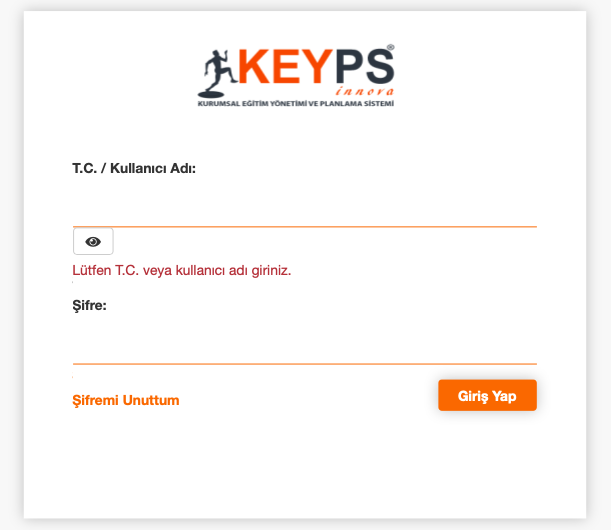 KEYPS®
innova
KURUMSAL EĞİTİM YÖNETİMİ VE PLANLAMA SİSTEMİ
T.C. / Kullanıcı Adı:
Lütfen T.C. veya kullanıcı adı giriniz.
Şifre:
Şifremi Unuttum
Giriş Yap